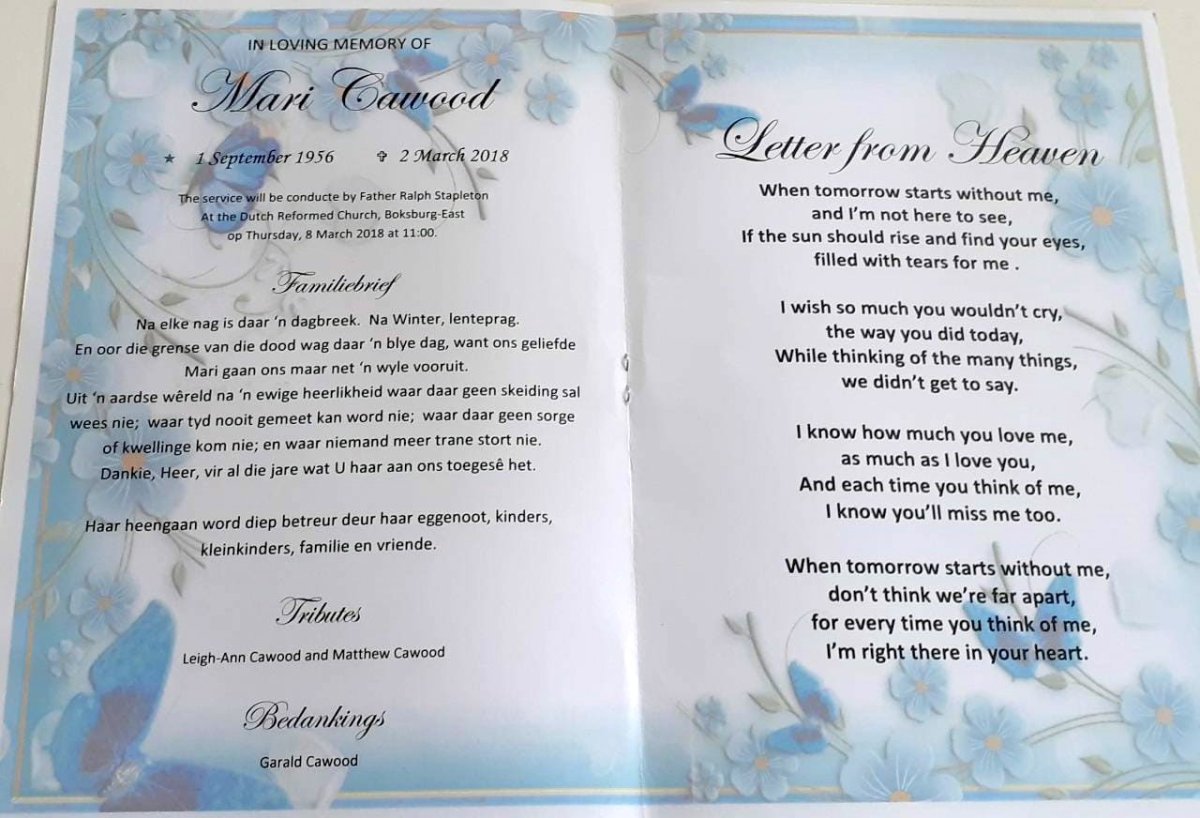 IN LOVING MEMORY OF
Mari Cawood
★ 1 September 1956 ✞ 2 March 2018
The service will be conducte by Father Ralph Stapleton
At the Dutch Reformed Church, Boksburg-East
op Thursday, 8 March 2018 at 11:00.
Familiebrief
Na elke nag is daar ‘n dagbreek. Na Winter, lenteprag.
En oor die grense van die dood wag daar ‘n blye dag, want ons geliefde
Mari gaan ons maar net ‘n wyle vooruit.
Uit ‘n aardse wêreld na ‘n ewige heerlikheid waar daar geen skeiding sal
wees nie; waar tyd nooit gemeet kan word nie; waar daar geen sorge
of kwellinge kom nie; en waar niemand meer trane stort nie.
Dankie, Heer, vir al die jare wat U haar aan ons toegesê het.
Haar heengaan word diep betreur deur haar eggenoot, kinders,
kleinkinders, familie en vriende.
Tributes
Leigh-Ann Cawood and Matthew Cawood
Bedankings
Garald Cawood
Letter from Heaven
When tomorrow starts without me,
and I’m not here to see,
If the sun should rise and find your eyes,
filled with tears for me .
I wish so much you wouldn’t cry,
the way you did today,
While thinking of the many things,
we didn’t get to say.
I know how much you love me,
as much as I love you,
And each time you think of me,
I know you’ll miss me too.
When tomorrow starts without me,
don’t think we’re far apart,
for every time you think of me,
I’m right there in your heart.